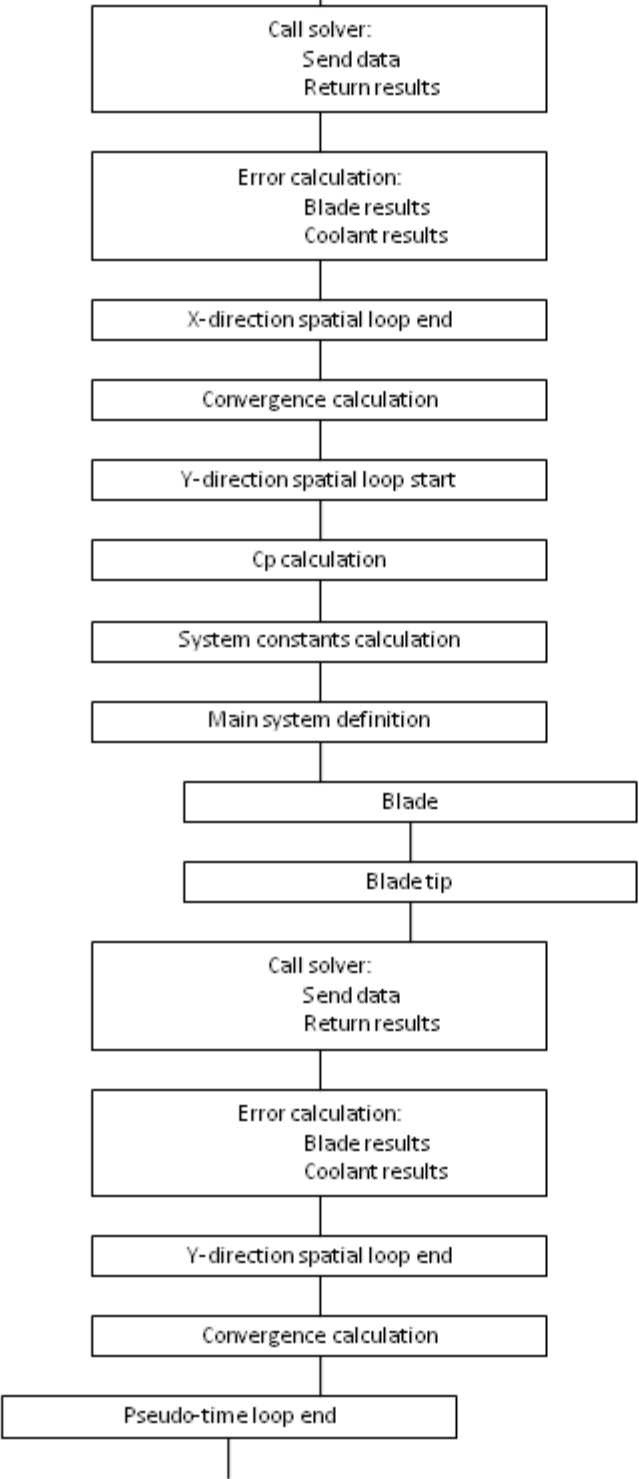 Call solver:
Send data
Return results
Error calculation:
Blade results
Coolant results
X-direction spatial loop end
Convergence calculation
Y-direction spatial loop start
Cp calculation
System constants calculation
Main system definition
Blade
Blade tip
Call solver:
Send data
Return results
Error calculation:
Blade results
Coolant results
Y-direction spatial loop end
Convergence calculation
Pseudo-time loop end